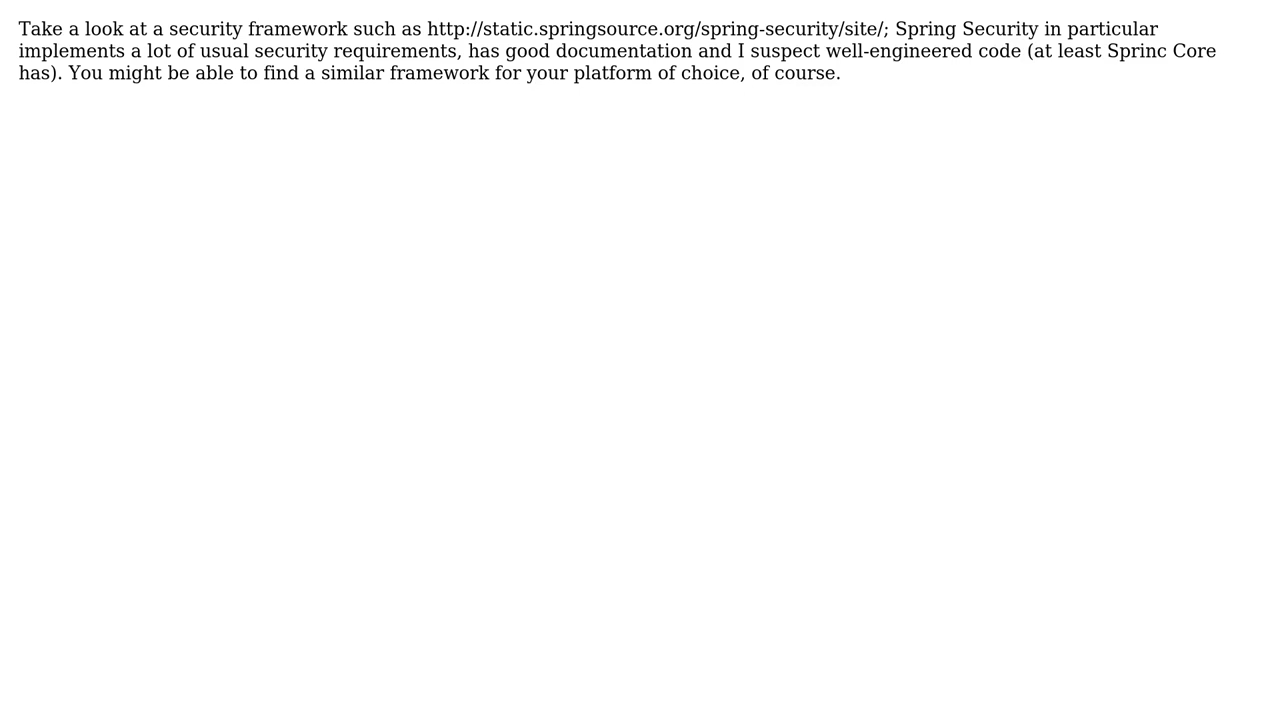 Take a look at a security framework such as http://static.springsource.org/spring-security/site/; Spring Security in particular
implements a lot of usual security requirements, has good documentation and I suspect well-engineered code (at least Sprinc Core
has). You might be able to find a similar framework for your platform of choice, of course.